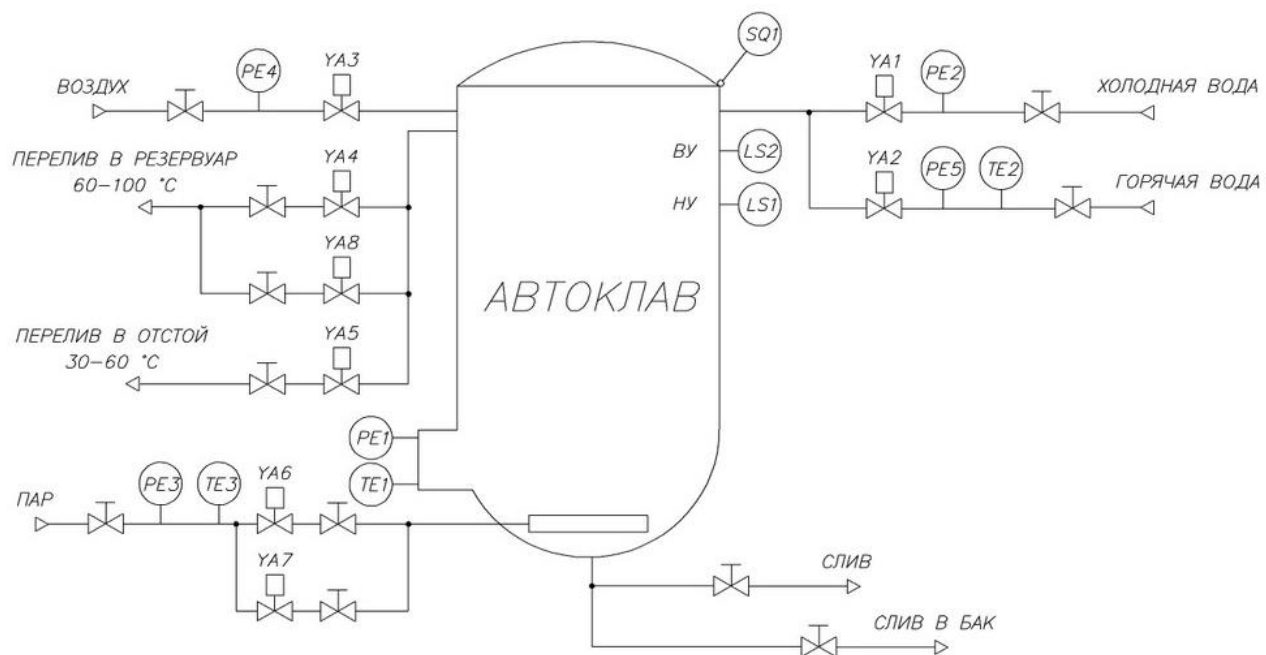 SQ1
YA3
YA1
PE4
PE2
ВОЗДУХ
ХОЛОДНАЯ ВОДА
ПЕРЕЛИВ В РЕЗЕРВУАР
60-100 °C
YA4
ВУ
LS2
YA2
PE5
TE2
ГОРЯЧАЯ ВОДА
НУ
LS1
YA8
АВТОКЛАВ
ПЕРЕЛИВ В ОТСТОЙ
30-60 °C
YA5
PE1
TE1
ПАР
PE3
TE3
YA6
YA7
СЛИВ
СЛИВ В БАК